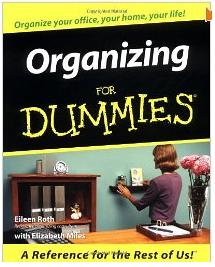 Organize your office, your home, your life!
Organizing
FOR
DUMMIES
Eileen Roth
with Elizabeth Miles
A Reference for the Rest of Us!